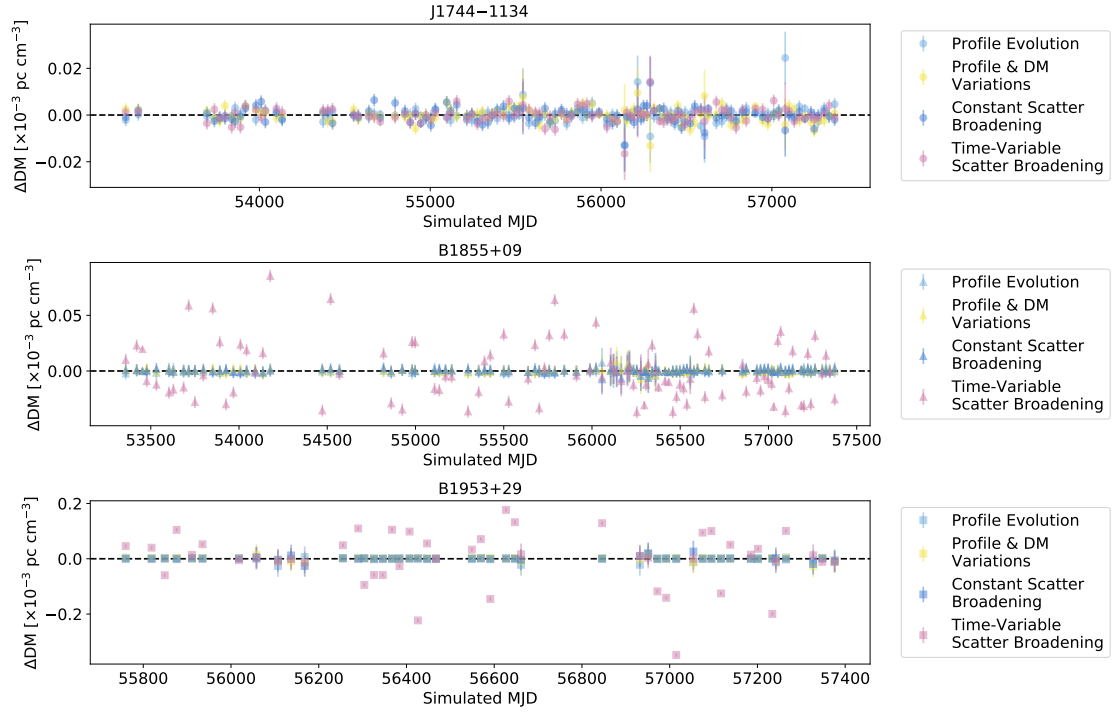 J1744−1134
0.02
0.00
−0.02
ΔDM [×10⁻³ pc cm⁻³]
54000 55000 56000 57000
Simulated MJD
Profile Evolution
Profile & DM
Variations
Constant Scatter
Broadening
Time-Variable
Scatter Broadening
B1855+09
0.05
0.00
ΔDM [×10⁻³ pc cm⁻³]
53500 54000 54500 55000 55500 56000 56500 57000 57500
Simulated MJD
Profile Evolution
Profile & DM
Variations
Constant Scatter
Broadening
Time-Variable
Scatter Broadening
B1953+29
0.2
0.0
−0.2
ΔDM [×10⁻³ pc cm⁻³]
55800 56000 56200 56400 56600 56800 57000 57200 57400
Simulated MJD
Profile Evolution
Profile & DM
Variations
Constant Scatter
Broadening
Time-Variable
Scatter Broadening